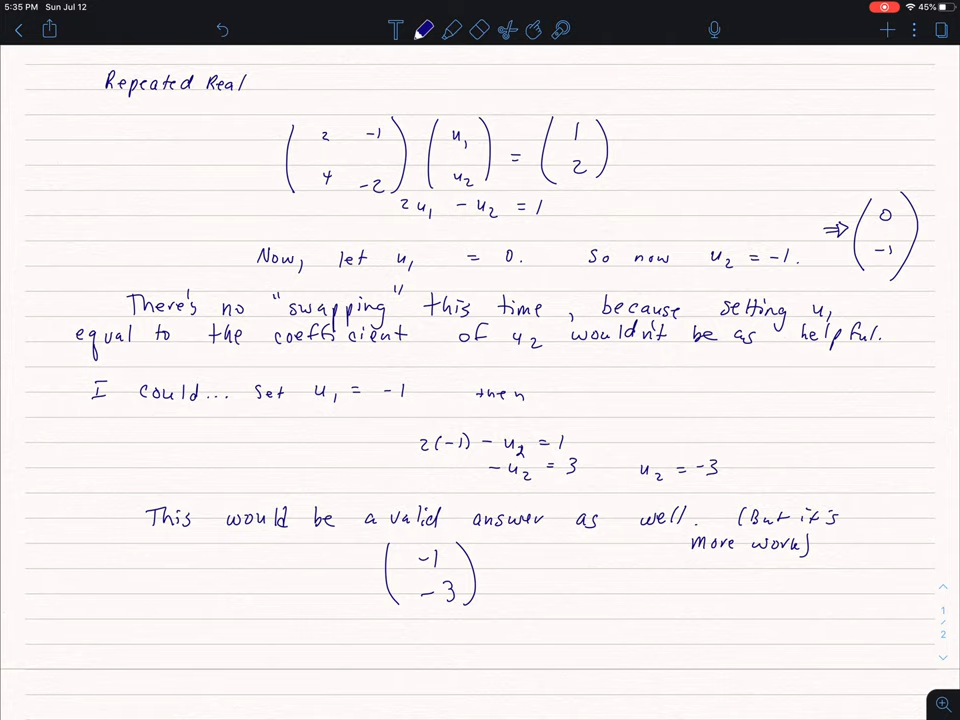 5:35 PM Sun Jul 12 45%
Repeated Real
( 2 -1 ) ( u₁ ) = ( 1 )
( 4 -2 ) ( u₂ ) ( 2 )
2u₁ - u₂ = 1
Now, let u₁ = 0. So now u₂ = -1. ⇒ ( 0 -1 )
There's no "swapping" this time, because setting u₁
equal to the coefficient of u₂ wouldn't be as helpful.
I could... set u₁ = -1 then
2(-1) - u₂ = 1
-u₂ = 3 u₂ = -3
This would be a valid answer as well. (But it's
more work)
( -1 )
( -3 )
1
/
2